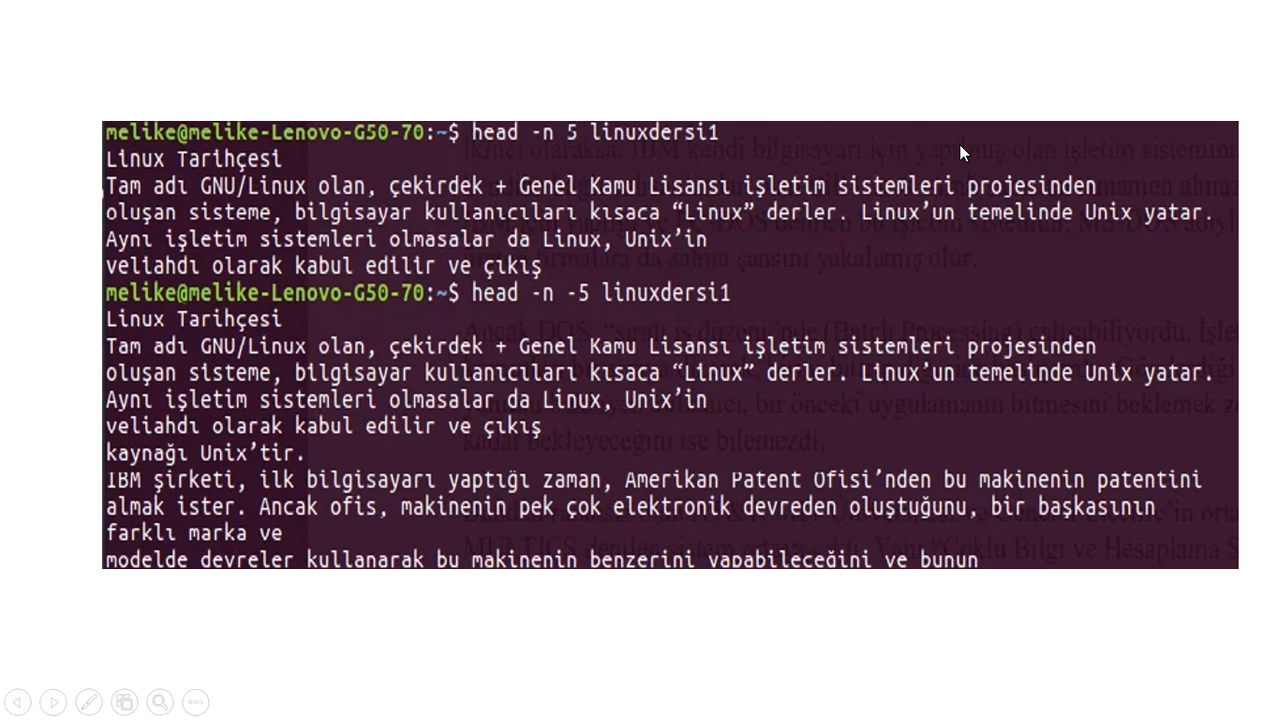 melike@melike-Lenovo-G50-70:~$ head -n 5 linuxdersi1
Linux Tarihçesi
Tam adı GNU/Linux olan, çekirdek + Genel Kamu Lisansı işletim sistemleri projesinden
oluşan sisteme, bilgisayar kullanıcıları kısaca “Linux” derler. Linux’un temelinde Unix yatar.
Aynı işletim sistemleri olmasalar da Linux, Unix’in
veliahdı olarak kabul edilir ve çıkış
melike@melike-Lenovo-G50-70:~$ head -n -5 linuxdersi1
Linux Tarihçesi
Tam adı GNU/Linux olan, çekirdek + Genel Kamu Lisansı işletim sistemleri projesinden
oluşan sisteme, bilgisayar kullanıcıları kısaca “Linux” derler. Linux’un temelinde Unix yatar.
Aynı işletim sistemleri olmasalar da Linux, Unix’in
veliahdı olarak kabul edilir ve çıkış
kaynağı Unix’tir.
IBM şirketi, ilk bilgisayarı yaptığı zaman, Amerikan Patent Ofisi’nden bu makinenin patentini
almak ister. Ancak ofis, makinenin pek çok elektronik devreden oluştuğunu, bir başkasının
farklı marka ve
modelde devreler kullanarak bu makinenin benzerini yapabileceğini ve bunun